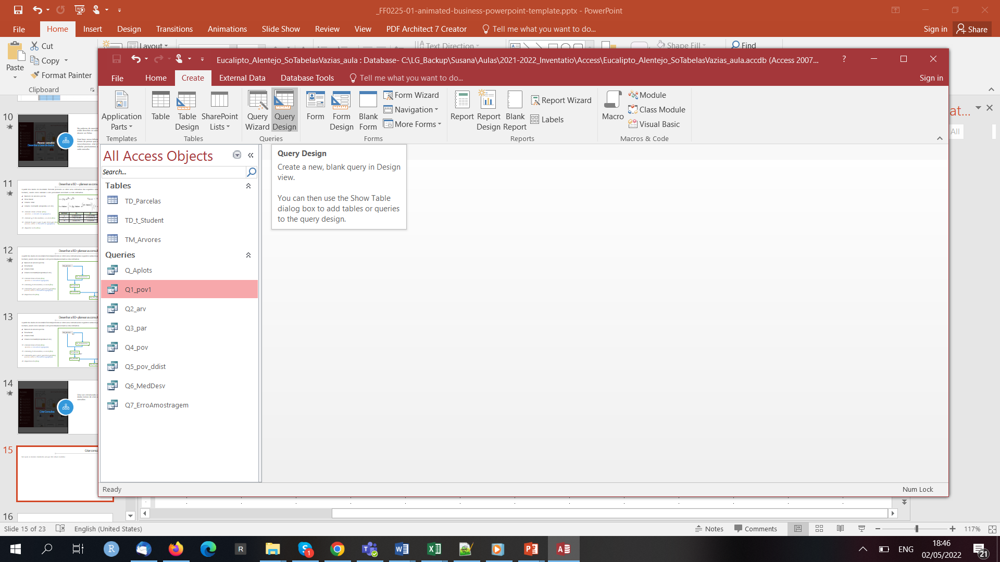 _FF0225-01-animated-business-powerpoint-template.pptx - PowerPoint
File Home Insert Design Transitions Animations Slide Show Review View PDF Architect 7 Creator Tell me what you want to do... Sign in Share
Cut
Copy
Format Painter
Paste
Clipboard
Layout
Text Direction
Shape Fill
Find
Eucalipto_Alentejo_SoTabelasVazias_aula : Database- C:\LG_Backup\Susana\Aulas\2021-2022_Inventatio\Access\Eucalipto_Alentejo_SoTabelasVazias_aula.accdb (Access 2007...
?
File Home Create External Data Database Tools Tell me what you want to do... Sign in
Application Parts
Templates
Table
Table Design
SharePoint Lists
Tables
Query Wizard
Query Design
Queries
Form
Form Design
Blank Form
Form Wizard
Navigation
More Forms
Forms
Report
Report Design
Blank Report
Report Wizard
Labels
Reports
Macro
Module
Class Module
Visual Basic
Macros & Code
at...
All
All Access Objects
Search...
Tables
TD_Parcelas
TD_t_Student
TM_Arvores
Queries
Q_Aplots
Q1_pov1
Q2_arv
Q3_par
Q4_pov
Q5_pov_ddist
Q6_MedDesv
Q7_ErroAmostragem
Query Design
Create a new, blank query in Design
view.
You can then use the Show Table
dialog box to add tables or queries
to the query design.
Ready
Num Lock
10
11
12
13
14
15
16
Slide 15 of 23
English (United States)
Notes
Comments
117%
R
R
1
ENG
18:46
02/05/2022
21